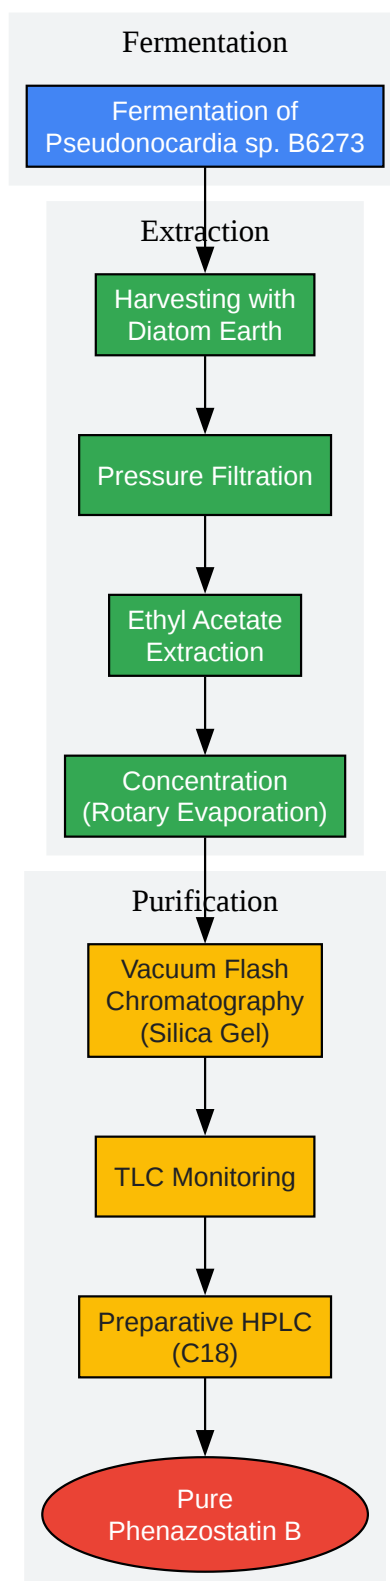 Fermentation
Fermentation of
Pseudonocardia sp. B6273
Extraction
Harvesting with
Diatom Earth
Pressure Filtration
Ethyl Acetate
Extraction
Concentration
(Rotary Evaporation)
Purification
Vacuum Flash
Chromatography
(Silica Gel)
TLC Monitoring
Preparative HPLC
(C18)
Pure
Phenazostatin B